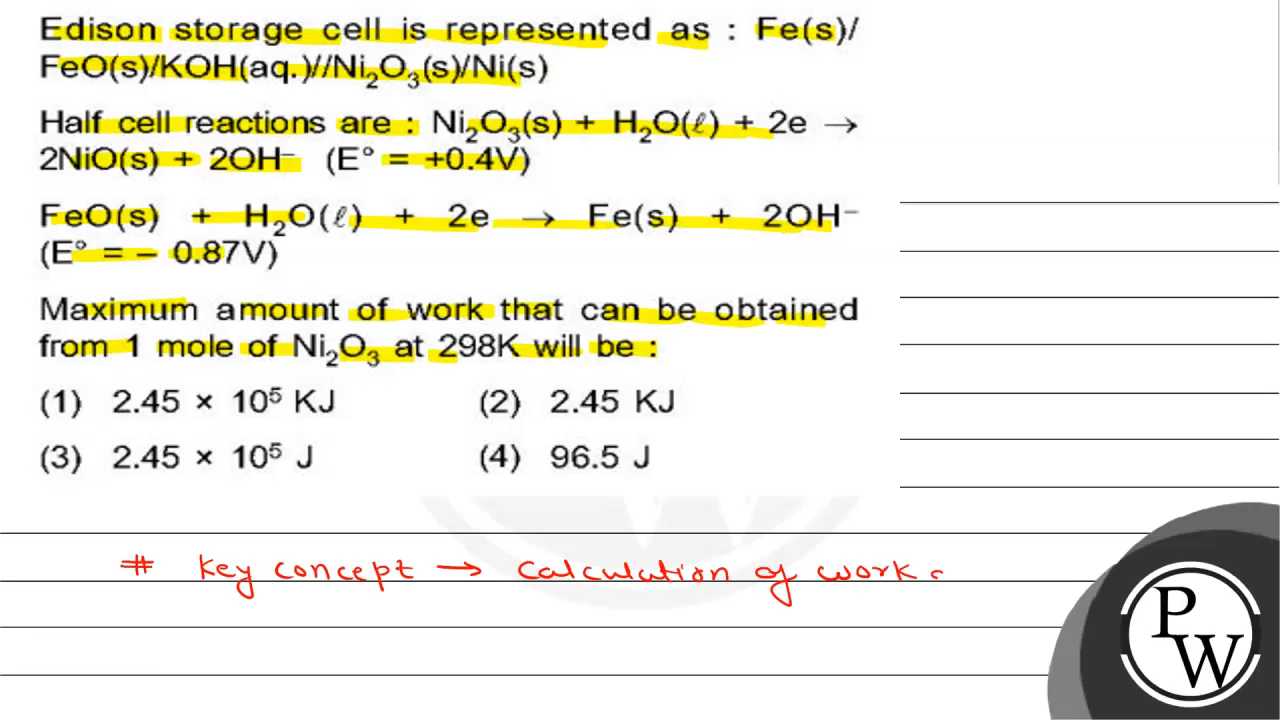 Edison storage cell is represented as : Fe(s)/
FeO(s)/KOH(aq.)//Ni₂O₃(s)/Ni(s)
Half cell reactions are : Ni₂O₃(s) + H₂O(ℓ) + 2e →
2NiO(s) + 2OH⁻ (E° = +0.4V)
FeO(s) + H₂O(ℓ) + 2e → Fe(s) + 2OH⁻
(E° = – 0.87V)
Maximum amount of work that can be obtained
from 1 mole of Ni₂O₃ at 298K will be :
(1) 2.45 × 10⁵ KJ (2) 2.45 KJ
(3) 2.45 × 10⁵ J (4) 96.5 J
# Key concept → Calculation of work.
P
W